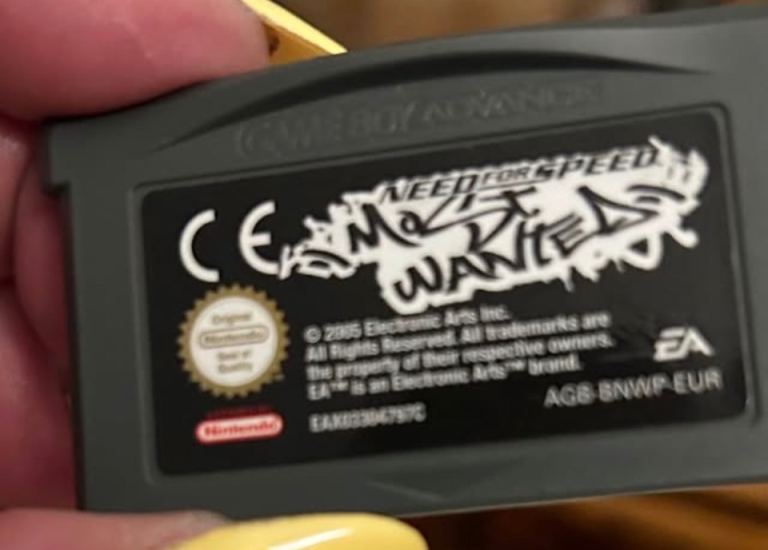 GAME BOY ADVANCE
NEED FOR SPEED
MOST
WANTED
CE
Original
Nintendo
Seal of
Quality
© 2005 Electronic Arts Inc.
All Rights Reserved. All trademarks are
the property of their respective owners.
EA™ is an Electronic Arts™ brand.
EA
AGB-BNWP-EUR
Nintendo